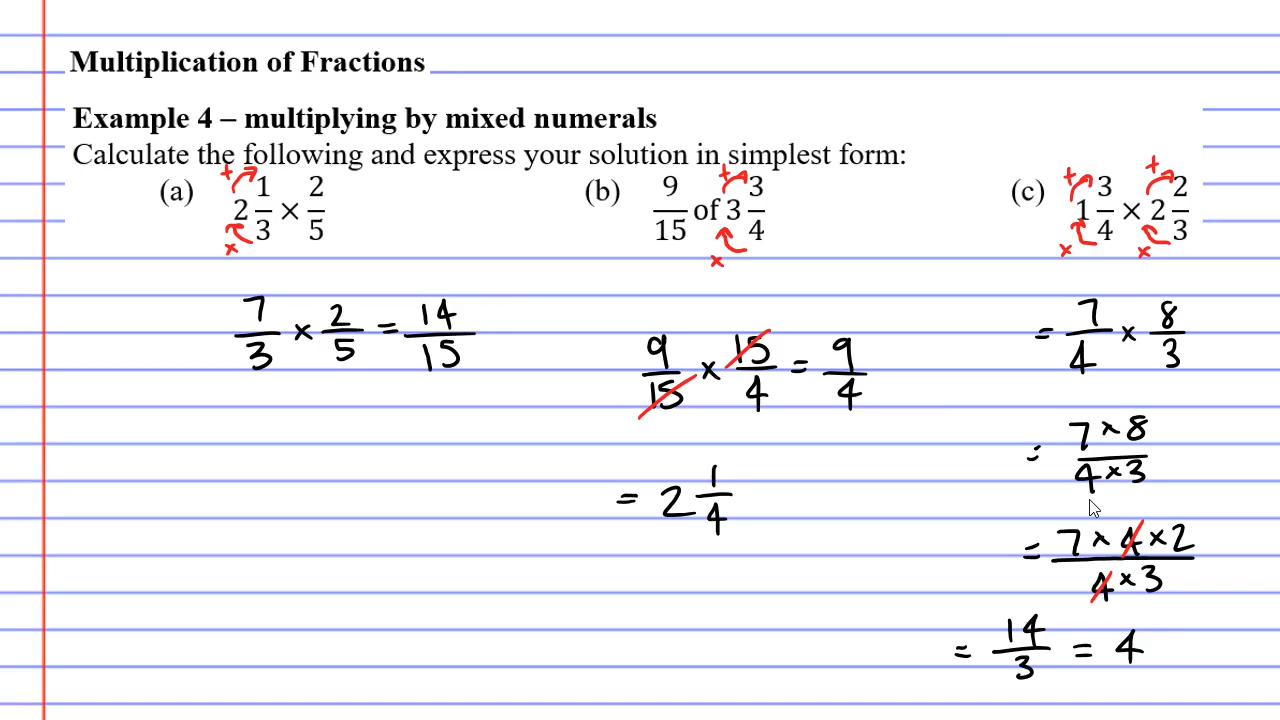 Multiplication of Fractions
Example 4 – multiplying by mixed numerals
Calculate the following and express your solution in simplest form:
(a) 2 1/3 × 2/5
+ ×
7/3 × 2/5 = 14/15
(b) 9/15 of 3 3/4
+ ×
9/15 × 15/4 = 9/4
= 2 1/4
(c) 1 3/4 × 2 2/3
+ × + ×
= 7/4 × 8/3
= 7 × 8 / 4 × 3
= 7 × 4 × 2 / 4 × 3
= 14/3 = 4